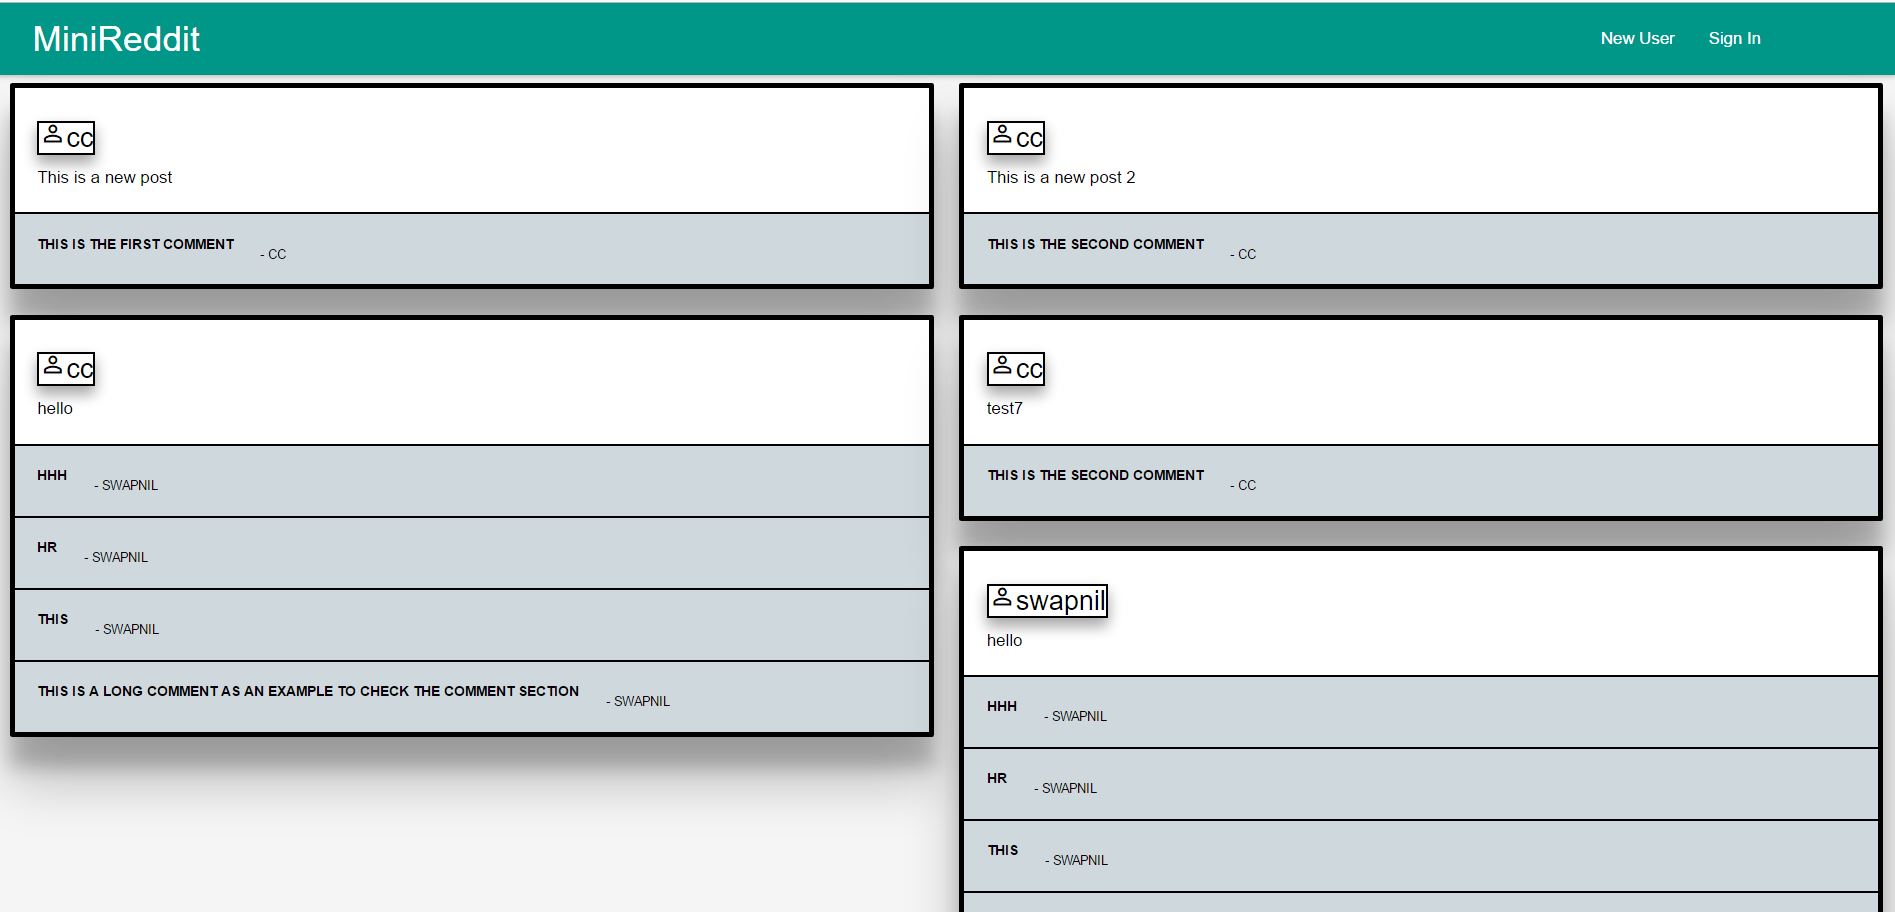 MiniReddit
New User
Sign In
CC
This is a new post
THIS IS THE FIRST COMMENT - CC
CC
This is a new post 2
THIS IS THE SECOND COMMENT - CC
CC
hello
HHH - SWAPNIL
HR - SWAPNIL
THIS - SWAPNIL
THIS IS A LONG COMMENT AS AN EXAMPLE TO CHECK THE COMMENT SECTION - SWAPNIL
CC
test7
THIS IS THE SECOND COMMENT - CC
swapnil
hello
HHH - SWAPNIL
HR - SWAPNIL
THIS - SWAPNIL